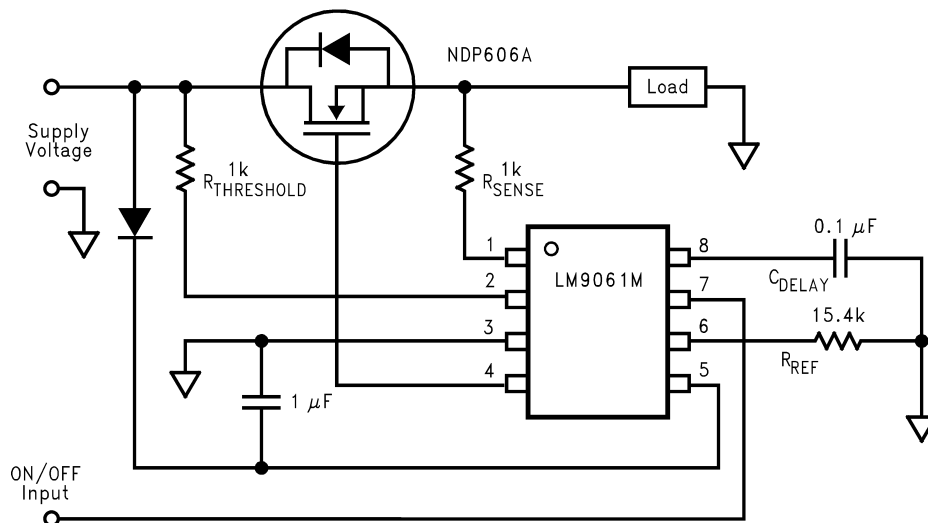 NDP606A
Load
Supply
Voltage
1k
RTHRESHOLD
1k
RSENSE
0.1 μF
CDELAY
1
2
3
4
LM9061M
8
7
6
5
15.4k
RREF
1 μF
ON/OFF
Input